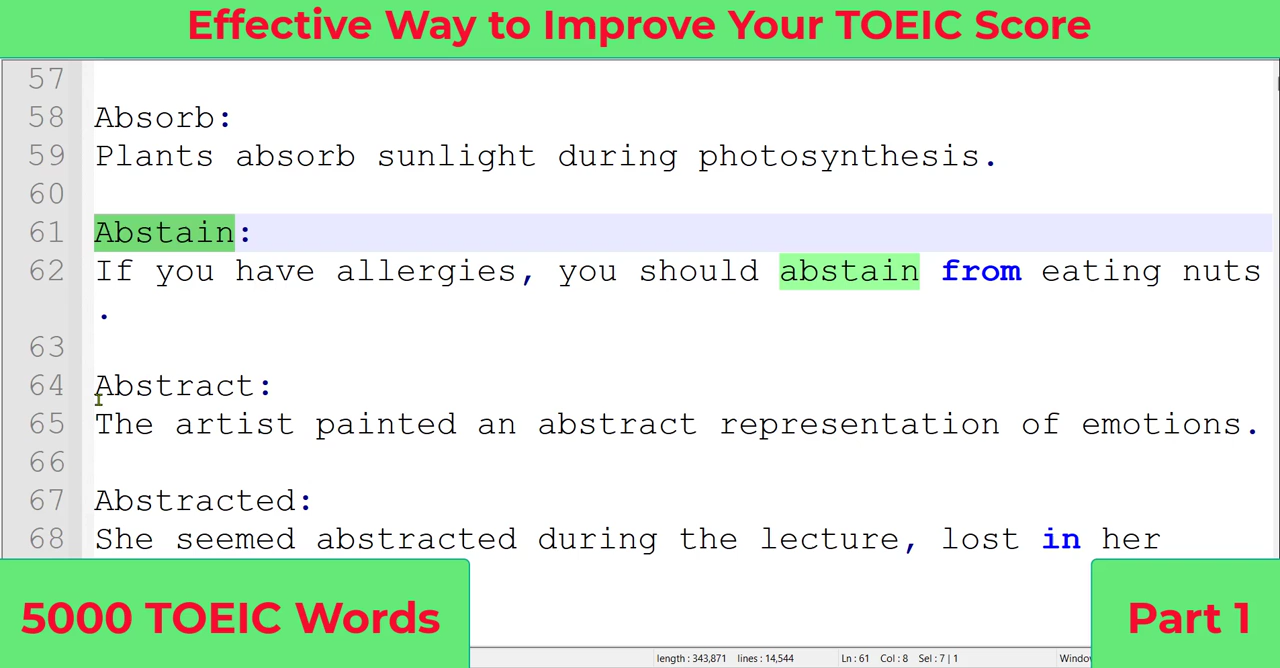 Effective Way to Improve Your TOEIC Score
57
58 Absorb:
59 Plants absorb sunlight during photosynthesis.
60
61 Abstain:
62 If you have allergies, you should abstain from eating nuts
.
63
64 Abstract:
65 The artist painted an abstract representation of emotions.
66
67 Abstracted:
68 She seemed abstracted during the lecture, lost in her
5000 TOEIC Words
Part 1
length : 343,871 lines : 14,544 Ln : 61 Col : 8 Sel : 7 | 1 Window